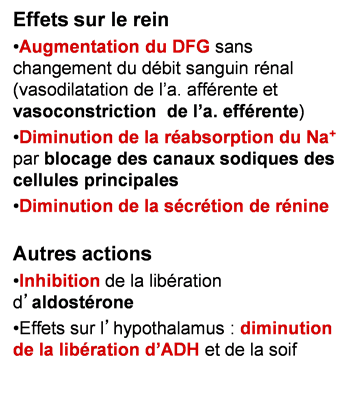 Effets sur le rein
•Augmentation du DFG sans
changement du débit sanguin rénal
(vasodilatation de l’a. afférente et
vasoconstriction de l’a. efférente)
•Diminution de la réabsorption du Na⁺
par blocage des canaux sodiques des
cellules principales
•Diminution de la sécrétion de rénine
Autres actions
•Inhibition de la libération
d’aldostérone
•Effets sur l’hypothalamus : diminution
de la libération d’ADH et de la soif